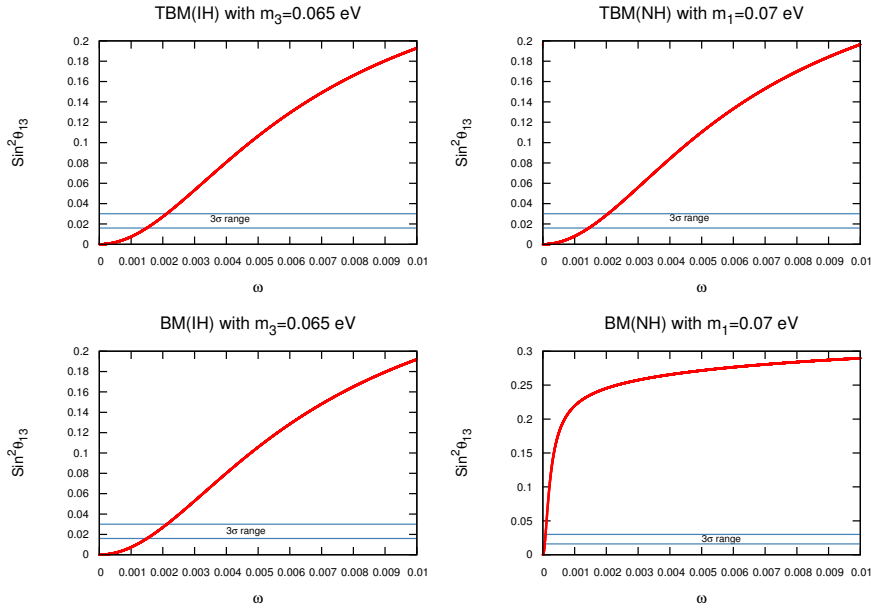 TBM(IH) with m3=0.065 eV
Sin²θ13
0.2
0.18
0.16
0.14
0.12
0.1
0.08
0.06
0.04
0.02
0
3σ range
0 0.001 0.002 0.003 0.004 0.005 0.006 0.007 0.008 0.009 0.01
ω
TBM(NH) with m1=0.07 eV
Sin²θ13
0.2
0.18
0.16
0.14
0.12
0.1
0.08
0.06
0.04
0.02
0
3σ range
0 0.001 0.002 0.003 0.004 0.005 0.006 0.007 0.008 0.009 0.01
ω
BM(IH) with m3=0.065 eV
Sin²θ13
0.2
0.18
0.16
0.14
0.12
0.1
0.08
0.06
0.04
0.02
0
3σ range
0 0.001 0.002 0.003 0.004 0.005 0.006 0.007 0.008 0.009 0.01
ω
BM(NH) with m1=0.07 eV
Sin²θ13
0.3
0.25
0.2
0.15
0.1
0.05
0
3σ range
0 0.001 0.002 0.003 0.004 0.005 0.006 0.007 0.008 0.009 0.01
ω